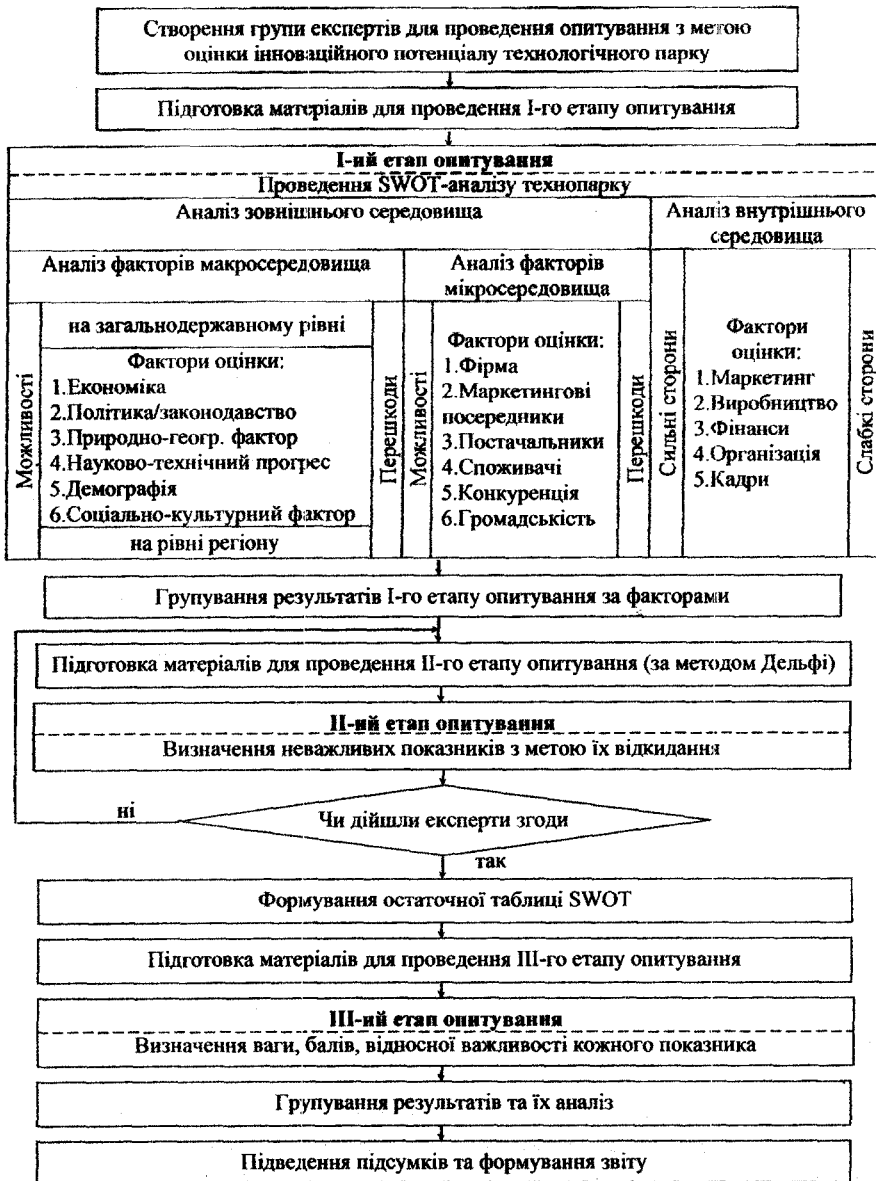 Створення групи експертів для проведення опитування з метою
оцінки інноваційного потенціалу технологічного парку
Підготовка матеріалів для проведення І-го етапу опитування
І-ий етап опитування
Проведення SWOT-аналізу технопарку
Аналіз зовнішнього середовища
Аналіз внутрішнього
середовища
Аналіз факторів макросередовища
Аналіз факторів
мікросередовища
Можливості
на загальнодержавному рівні
Фактори оцінки:
1.Економіка
2.Політика/законодавство
3.Природно-геогр. фактор
4.Науково-технічний прогрес
5.Демографія
6.Соціально-культурний фактор
на рівні регіону
Перешкоди
Можливості
Фактори оцінки:
1.Фірма
2.Маркетингові
посередники
3.Постачальники
4.Споживачі
5.Конкуренція
6.Громадськість
Перешкоди
Сильні сторони
Фактори
оцінки:
1.Маркетинг
2.Виробництво
3.Фінанси
4.Організація
5.Кадри
Слабкі сторони
Групування результатів І-го етапу опитування за факторами
Підготовка матеріалів для проведення ІІ-го етапу опитування (за методом Дельфі)
ІІ-ий етап опитування
Визначення неважливих показників з метою їх відкидання
ні
Чи дійшли експерти згоди
так
Формування остаточної таблиці SWOT
Підготовка матеріалів для проведення ІІІ-го етапу опитування
ІІІ-ий етап опитування
Визначення ваги, балів, відносної важливості кожного показника
Групування результатів та їх аналіз
Підведення підсумків та формування звіту